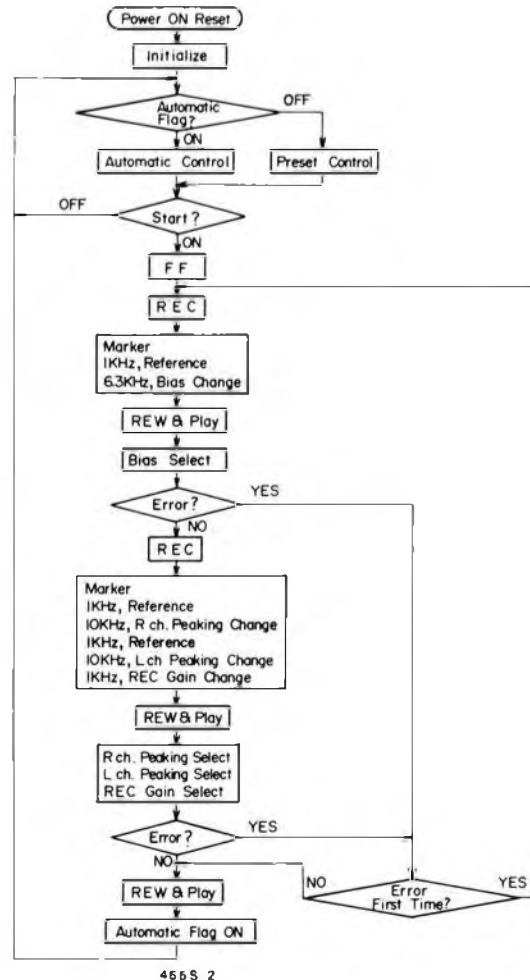 Power ON Reset
Initialize
Automatic
Flag?
OFF
ON
Automatic Control
Preset Control
OFF
Start?
ON
F F
R E C
Marker
1KHz, Reference
6.3KHz, Bias Change
REW & Play
Bias Select
Error?
YES
NO
R E C
Marker
1KHz, Reference
10KHz, R ch. Peaking Change
1KHz, Reference
10KHz, L ch Peaking Change
1KHz, REC Gain Change
REW & Play
R ch. Peaking Select
L ch. Peaking Select
REC Gain Select
Error?
YES
NO
NO
Error
First Time?
YES
REW & Play
Automatic Flag ON
466S 2